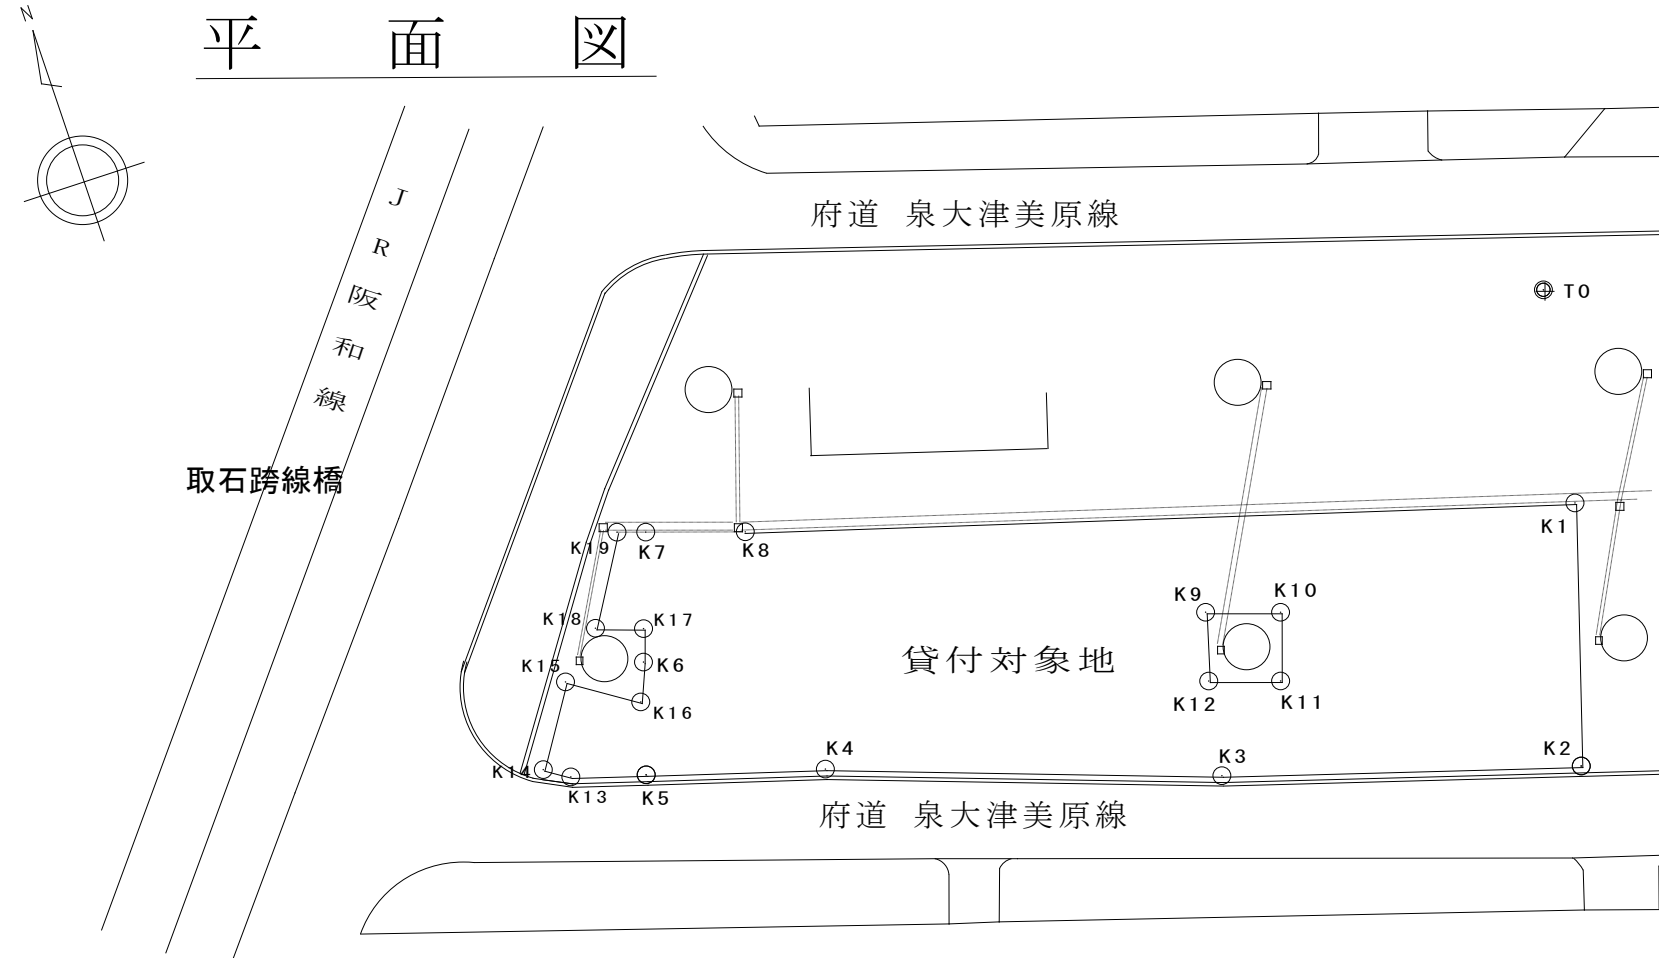 N
平 面 図
府道 泉大津美原線
JR阪和線
T0
取石跨線橋
K1
K19
K7
K8
K9
K10
K18
K17
貸付対象地
K15
K6
K12
K11
K16
K4
K3
K2
K14
K13
K5
府道 泉大津美原線